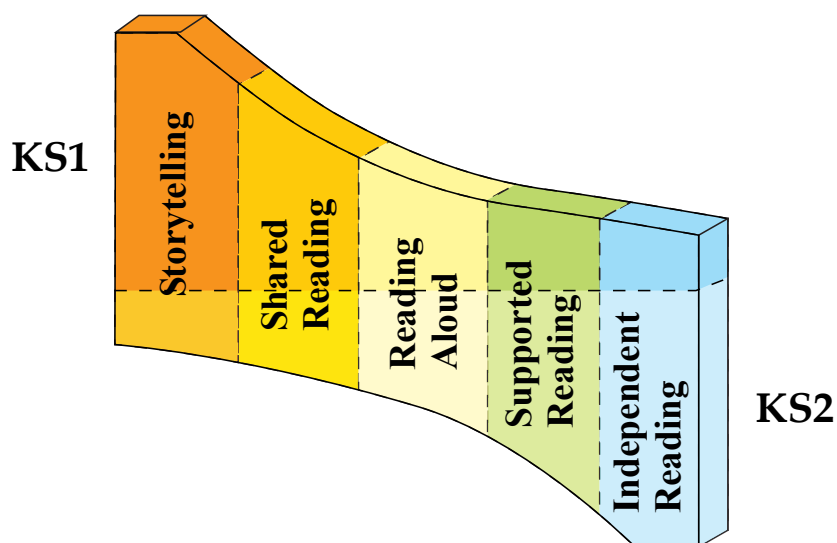 KS1
Storytelling
Shared
Reading
Reading
Aloud
Supported
Reading
Independent
Reading
KS2